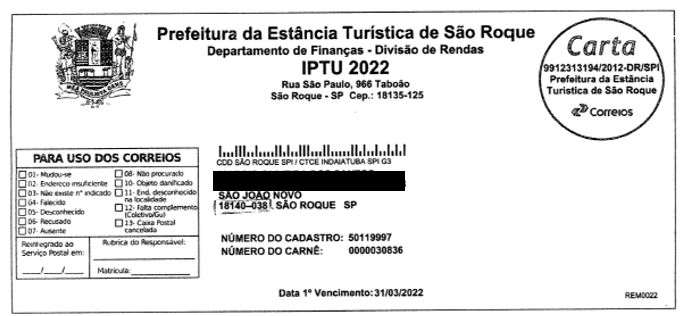 Prefeitura da Estância Turística de São Roque
Departamento de Finanças - Divisão de Rendas
IPTU 2022
Rua São Paulo, 966 Taboão
São Roque - SP Cep.: 18135-125
Carta
9912313194/2012-DR/SPI
Prefeitura da Estância
Turistica de São Roque
Correios
CDD SÃO ROQUE SPI / CTCE INDAIATUBA SPI G3
SÃO JOÃO NOVO
18140-038 SÃO ROQUE SP
NÚMERO DO CADASTRO: 50119997
NÚMERO DO CARNÊ: 0000030836
PARA USO DOS CORREIOS
01- Mudou-se
02- Endereco insuficiente
03- Não existe nº indicado
04- Falecido
05- Desconhecido
06- Recusado
07- Ausente
08- Não procurado
10- Objeto danificado
11- End. desconhecido
na localidade
12- Falta complemento
(Coletivo/Gu)
13- Caixa Postal
cancelada
Reintegrado ao
Serviço Postal em:
___/___/___
Rubrica do Responsável:
Matricula:
Data 1º Vencimento: 31/03/2022
REM0022